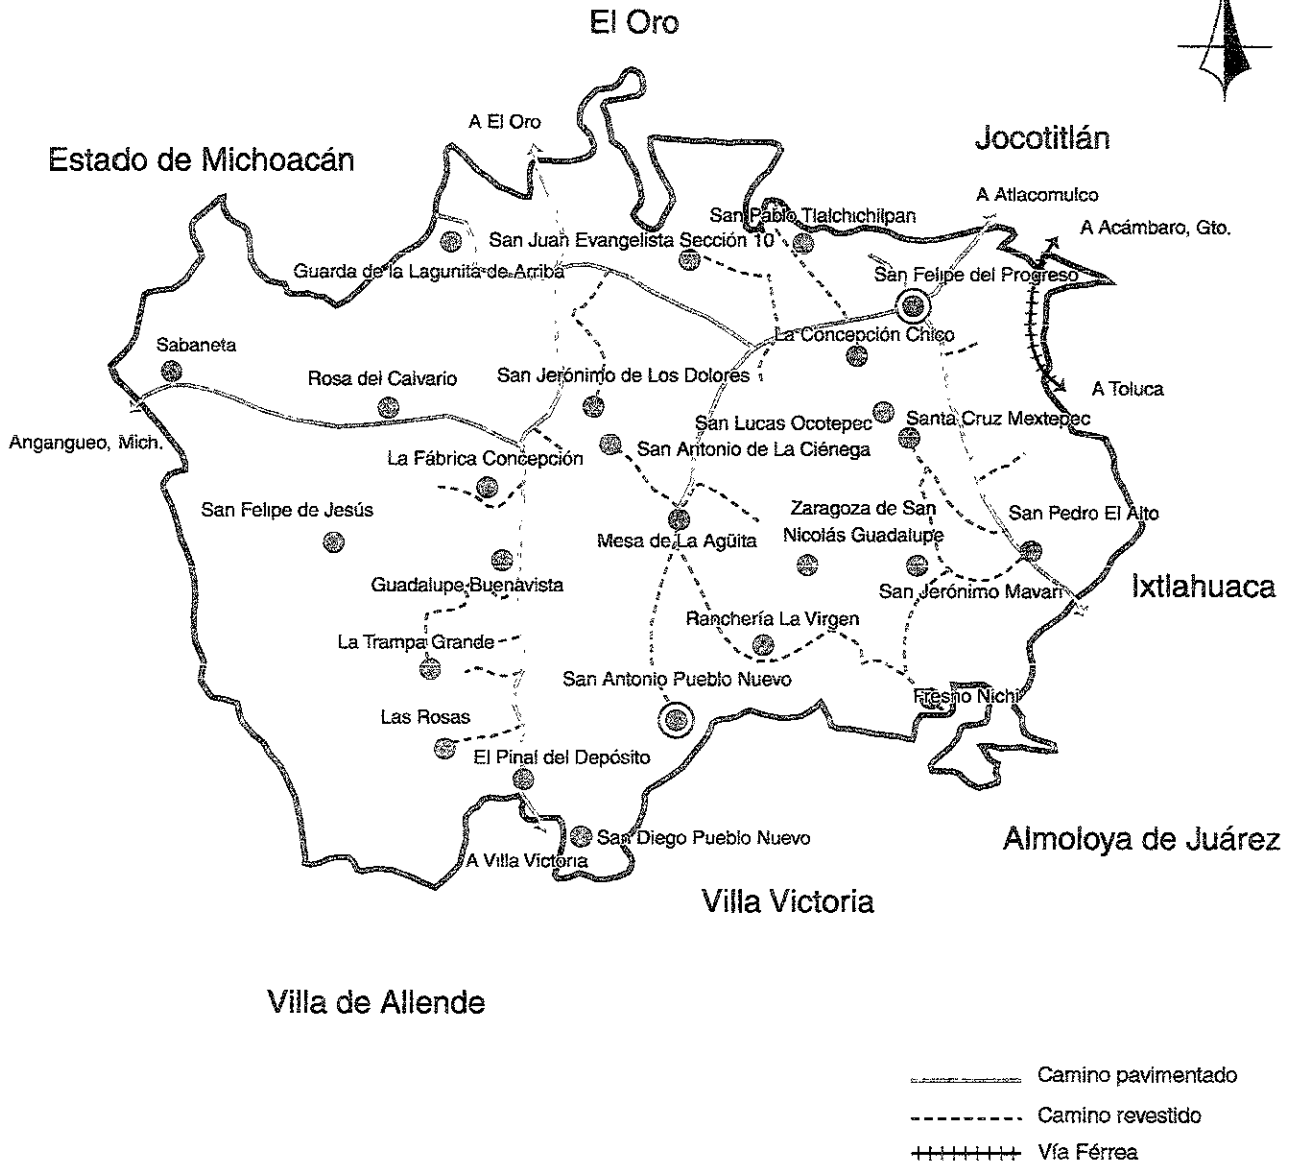 El Oro
A El Oro
Jocotitlán
Estado de Michoacán
A Atlacomulco
San Pablo Tlalchichilpan
A Acámbaro, Gto.
San Juan Evangelista Sección 10
Guarda de la Lagunita de Arriba
San Felipe del Progreso
La Concepción Chico
Sabaneta
Rosa del Calvario
San Jerónimo de Los Dolores
A Toluca
San Lucas Ocotepec
Santa Cruz Mextepec
Angangueo, Mich.
La Fábrica Concepción
San Antonio de La Ciénega
San Felipe de Jesús
Zaragoza de San
Nicolás Guadalupe
San Pedro El Alto
Mesa de La Agüita
Guadalupe Buenavista
San Jerónimo Mavati
Ixtlahuaca
Ranchería La Virgen
La Trampa Grande
San Antonio Pueblo Nuevo
Fresno Nichi
Las Rosas
El Pinal del Depósito
San Diego Pueblo Nuevo
Almoloya de Juárez
A Villa Victoria
Villa Victoria
Villa de Allende
Camino pavimentado
Camino revestido
Vía Férrea